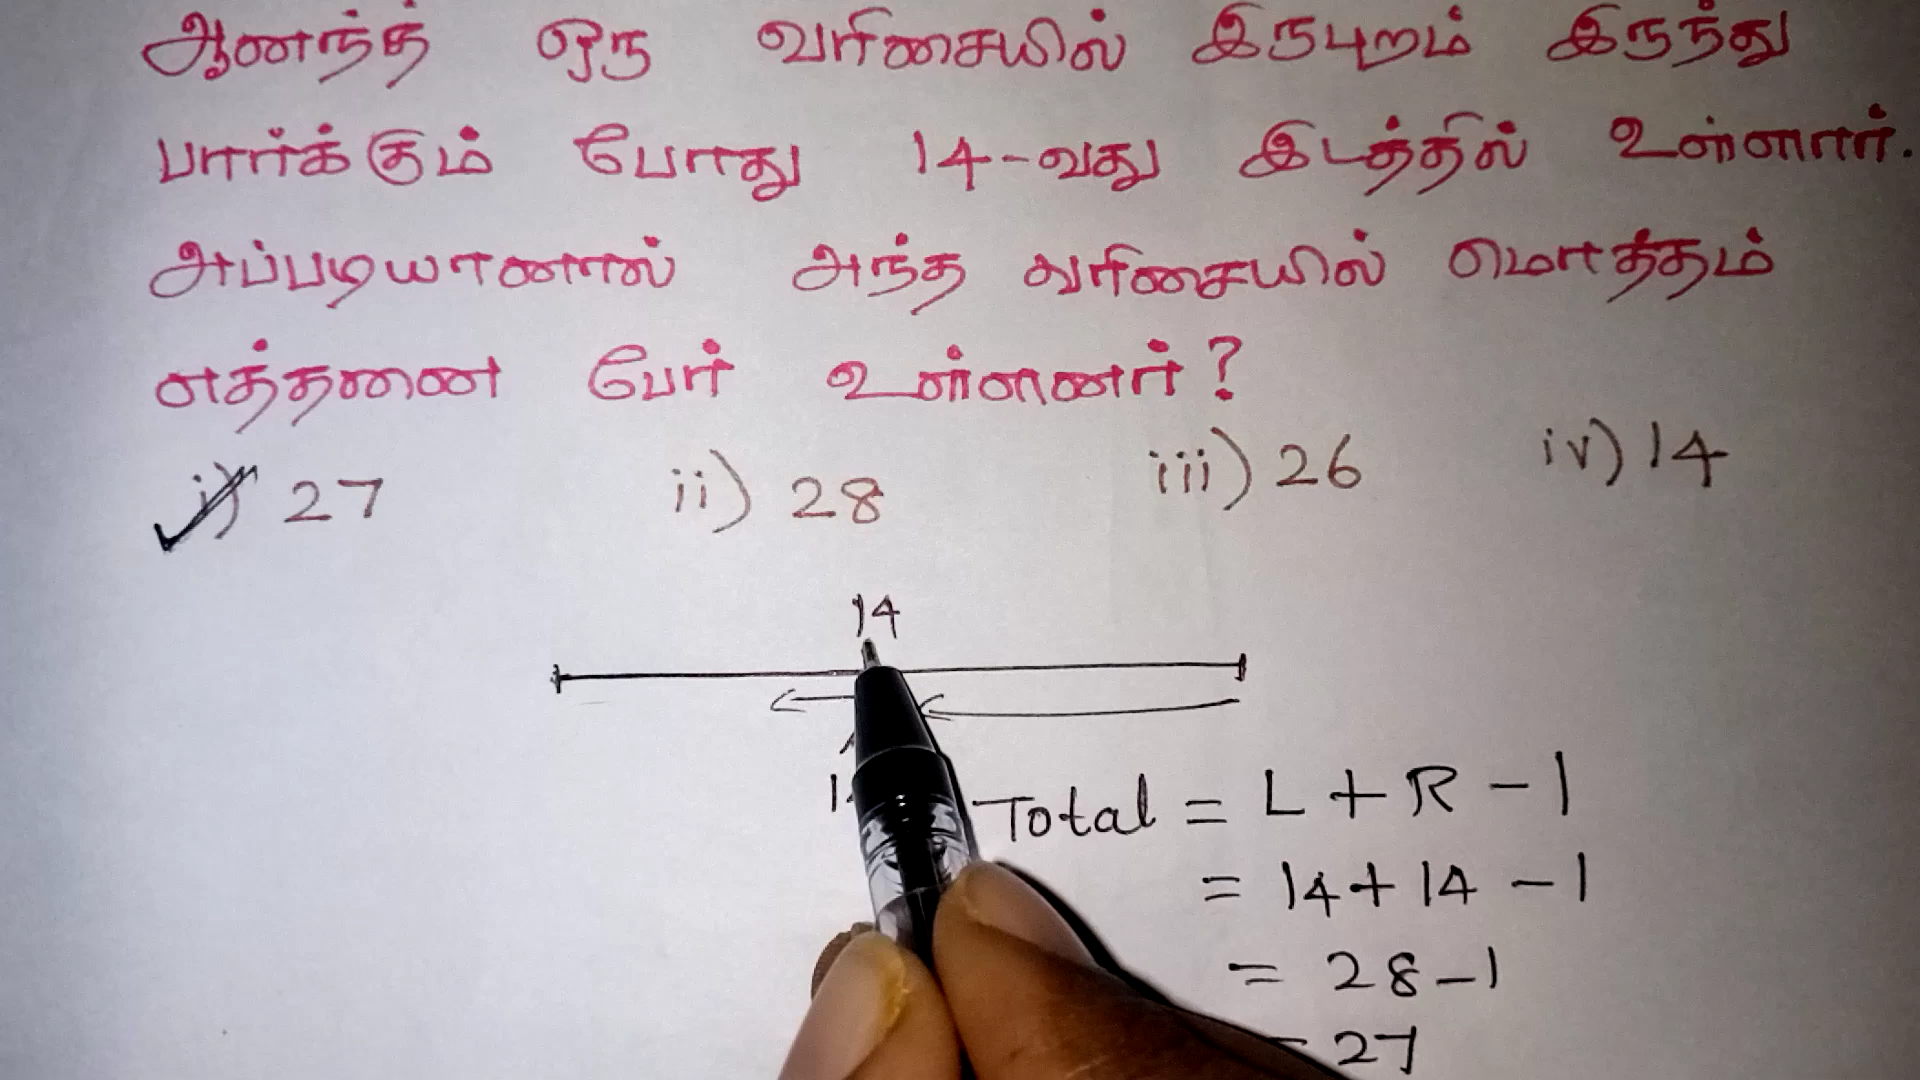 ஆனந்த் ஒரு வரிசையில் இருபுறம் இருந்து
பார்க்கும் போது 14-வது இடத்தில் உள்ளார்.
அப்படியானால் அந்த வரிசையில் மொத்தம்
எத்தனை பேர் உள்ளனர்?
i) 27 ii) 28 iii) 26 iv) 14
14
Total = L + R - 1
= 14 + 14 - 1
= 28 - 1
= 27